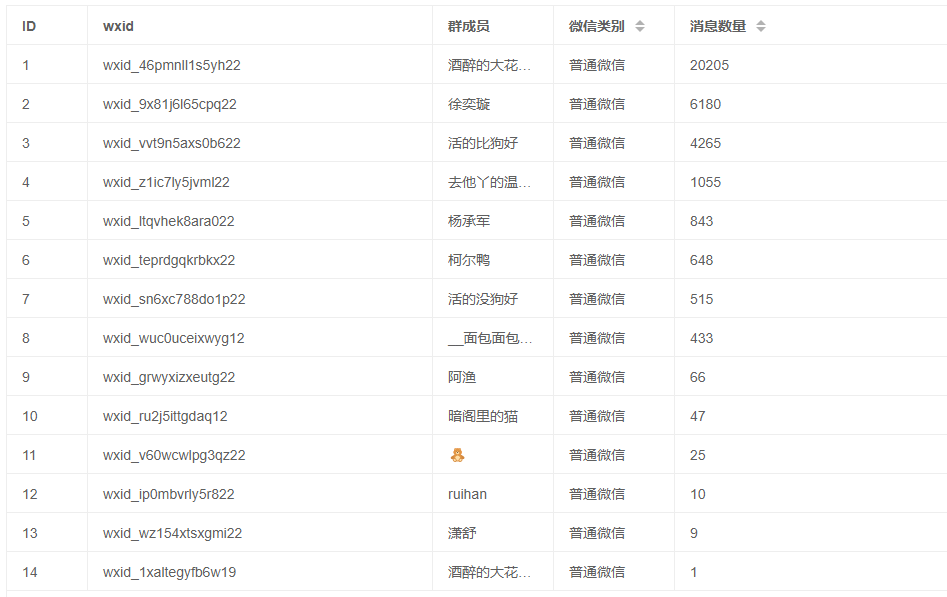 ID wxid 群成员 微信类别 消息数量
1 wxid_46pmnll1s5yh22 酒醉的大花… 普通微信 20205
2 wxid_9x81j6l65cpq22 徐奕璇 普通微信 6180
3 wxid_vvt9n5axs0b622 活的比狗好 普通微信 4265
4 wxid_z1ic7ly5jvml22 去他丫的温… 普通微信 1055
5 wxid_ltqvhek8ara022 杨承军 普通微信 843
6 wxid_teprdgqkrbkx22 柯尔鸭 普通微信 648
7 wxid_sn6xc788do1p22 活的没狗好 普通微信 515
8 wxid_wuc0uceixwyg12 __面包面包… 普通微信 433
9 wxid_grwyxizxeutg22 阿渔 普通微信 66
10 wxid_ru2j5ittgdaq12 暗阁里的猫 普通微信 47
11 wxid_v60wcwlpg3qz22 🧸 普通微信 25
12 wxid_ip0mbvrly5r822 ruihan 普通微信 10
13 wxid_wz154xtsxgmi22 潇舒 普通微信 9
14 wxid_1xaltegyfb6w19 酒醉的大花… 普通微信 1